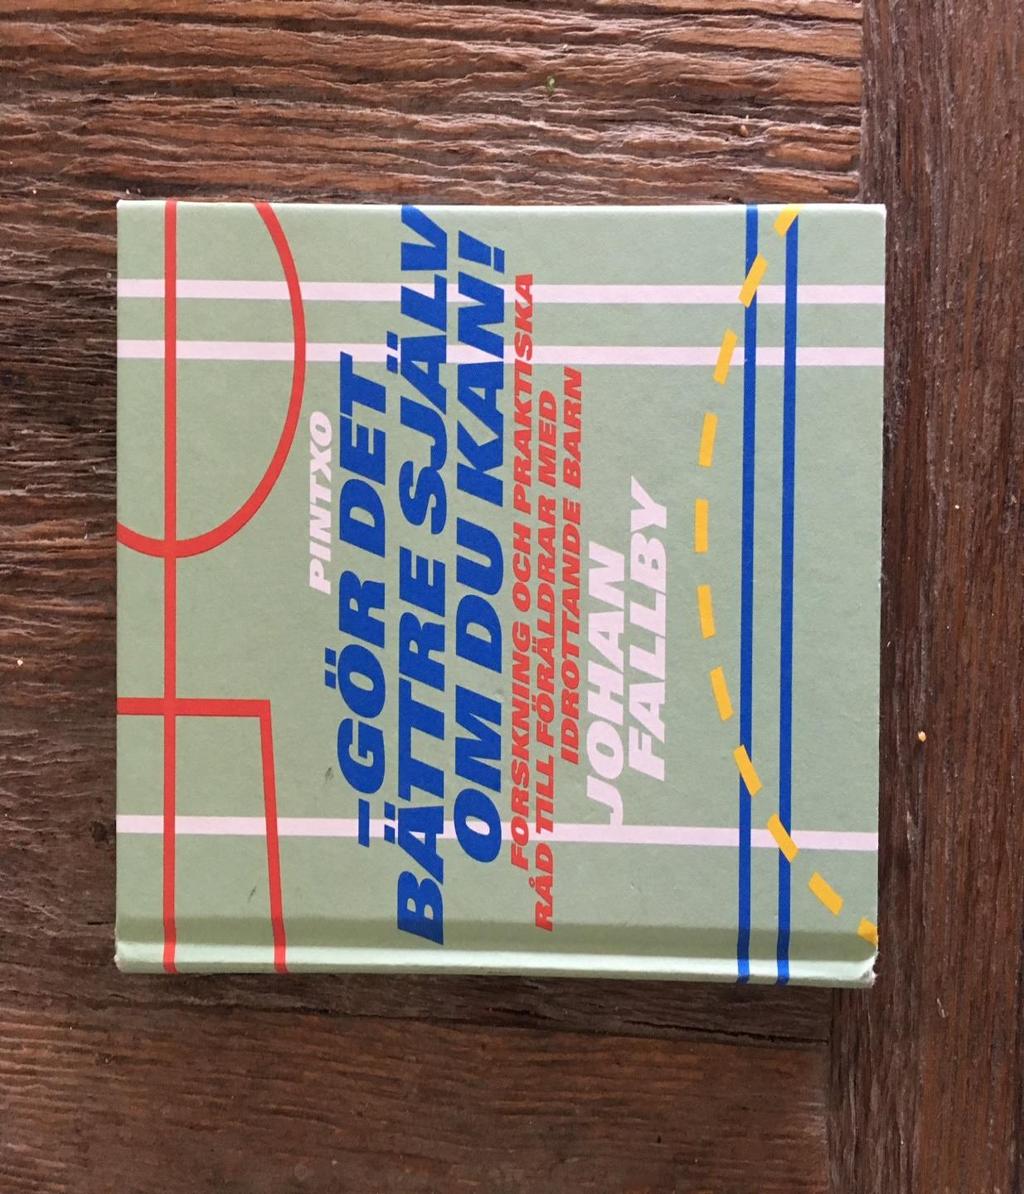 PINTXO
–GÖR DET
BÄTTRE SJÄLV
OM DU KAN!
FORSKNING OCH PRAKTISKA
RÅD TILL FÖRÄLDRAR MED
IDROTTANDE BARN
JOHAN
FALLBY